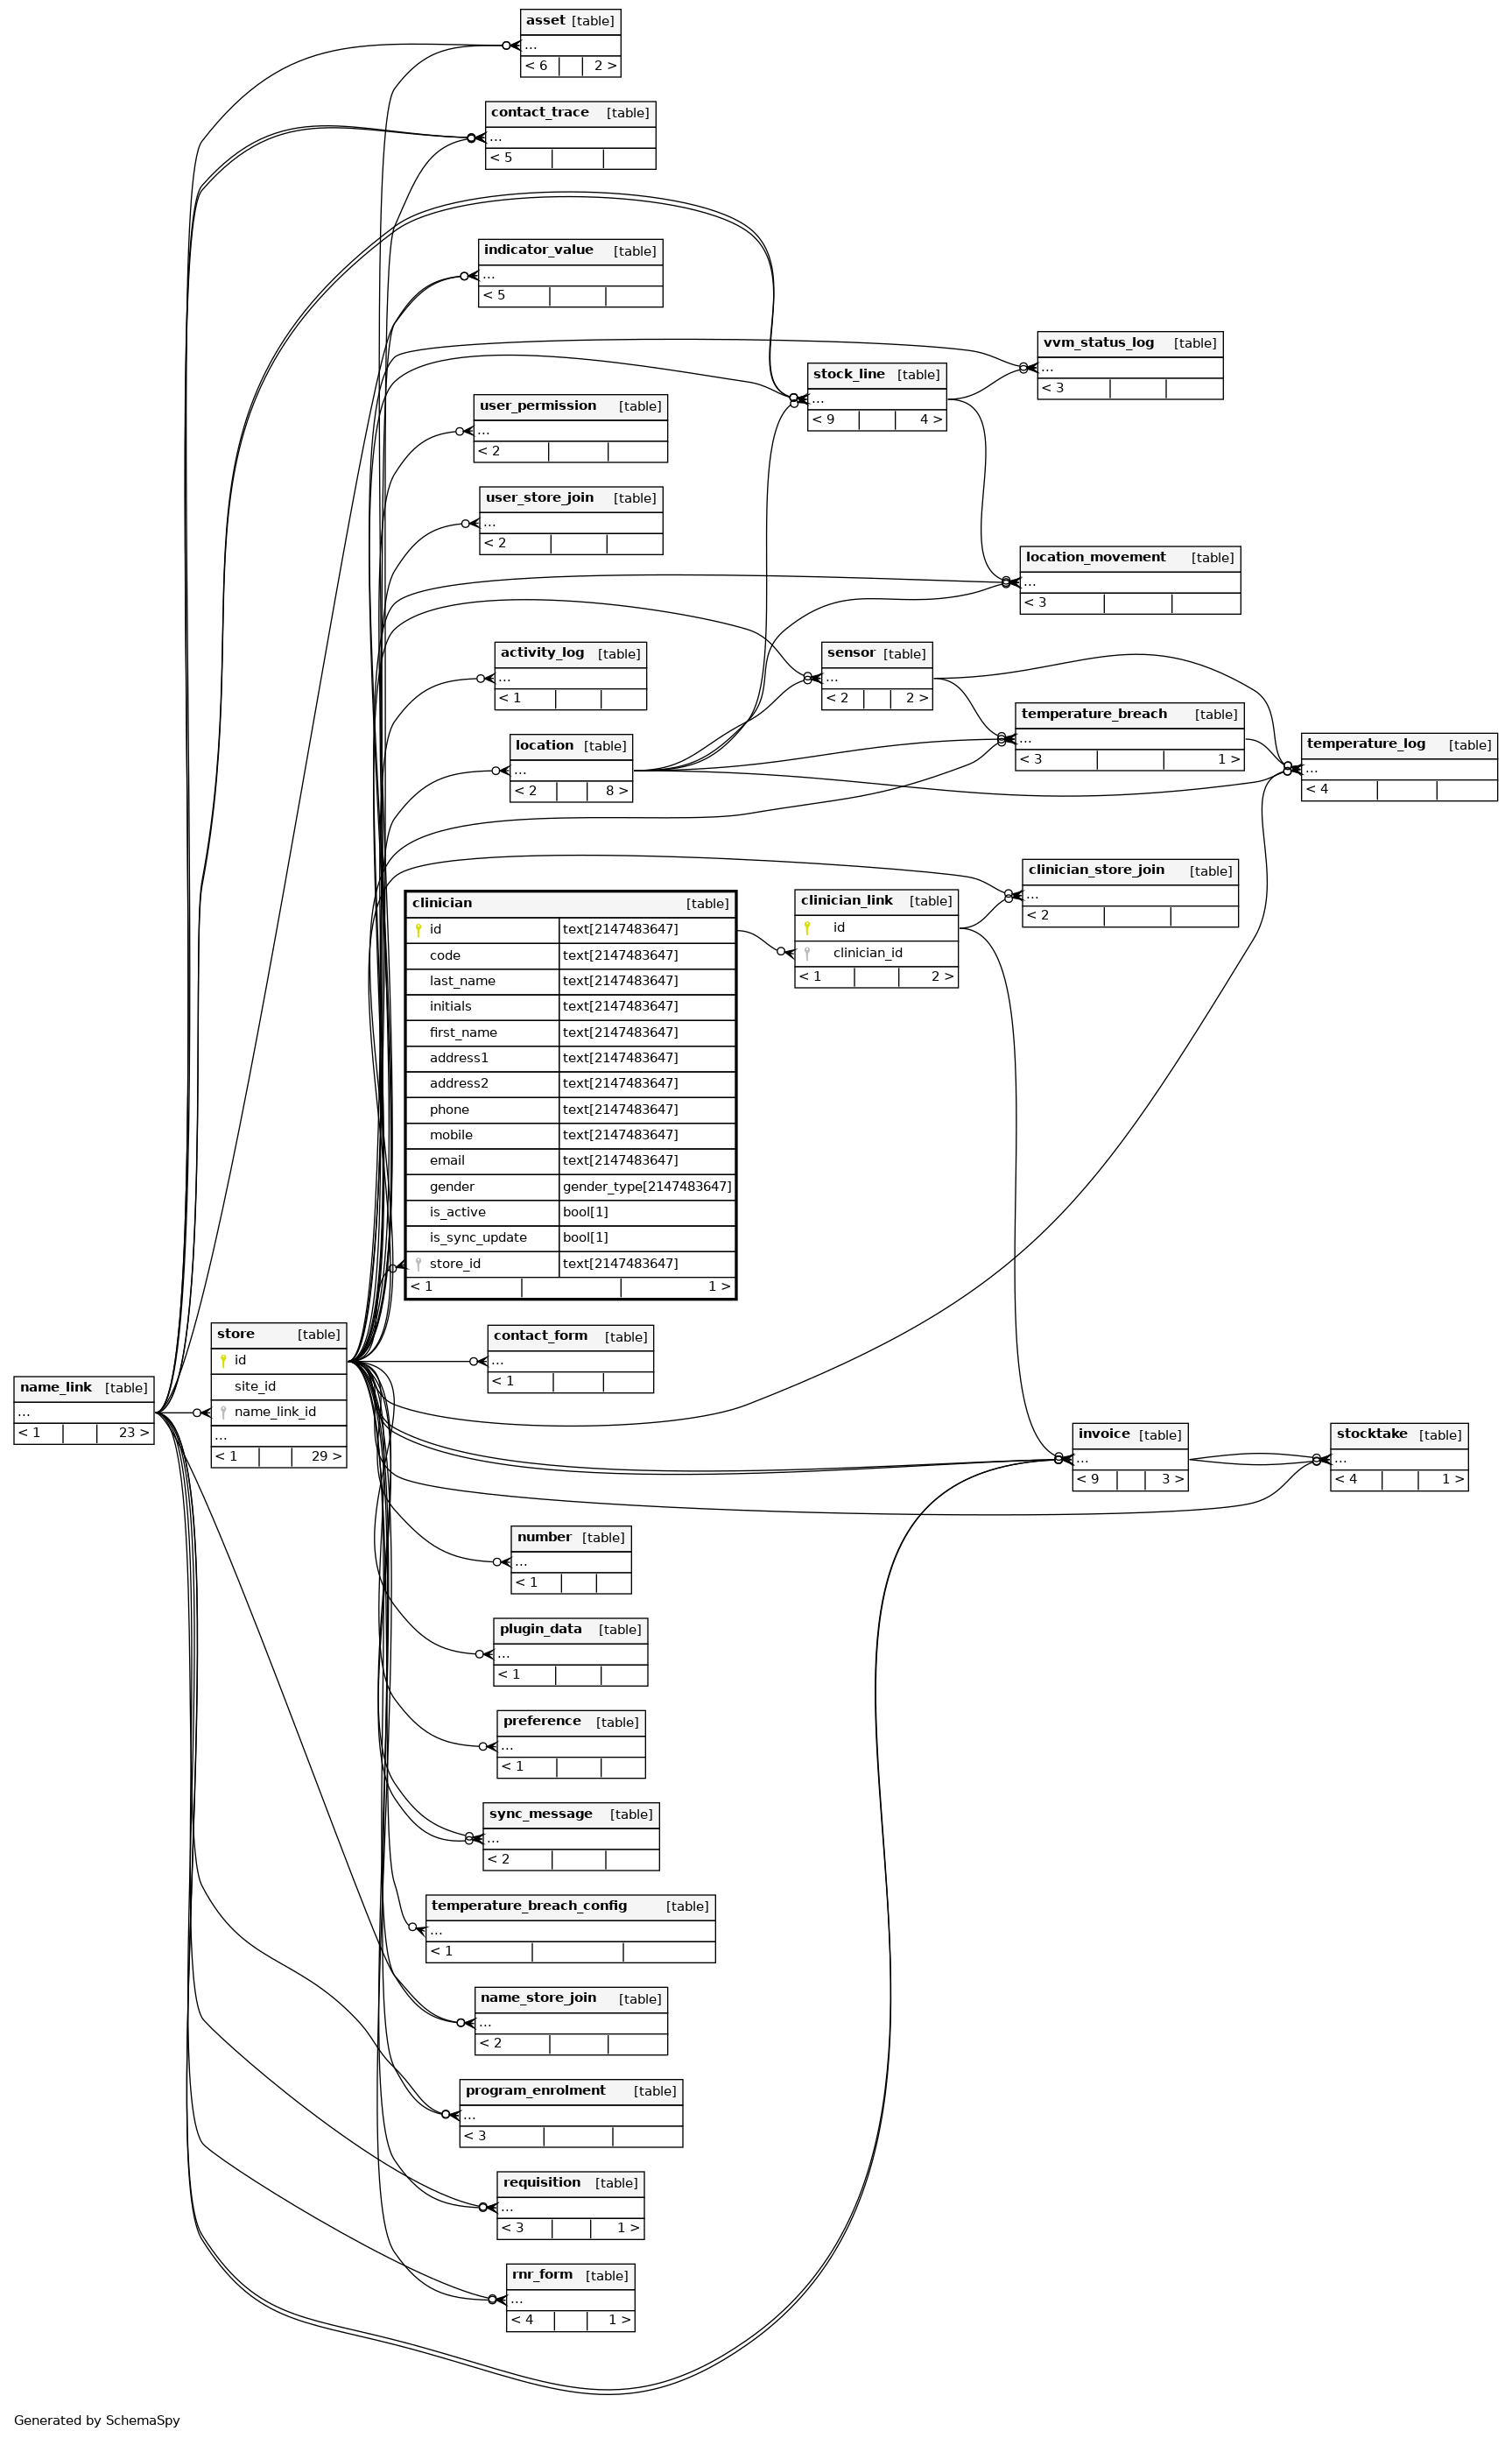 asset [table]
...
< 6 2 >
contact_trace [table]
...
< 5
indicator_value [table]
...
< 5
vvm_status_log [table]
...
< 3
stock_line [table]
...
< 9 4 >
user_permission [table]
...
< 2
user_store_join [table]
...
< 2
location_movement [table]
...
< 3
activity_log [table]
...
< 1
sensor [table]
...
< 2 2 >
temperature_breach [table]
...
< 3 1 >
temperature_log [table]
...
< 4
location [table]
...
< 2 8 >
clinician_store_join [table]
...
< 2
clinician [table]
id text[2147483647]
code text[2147483647]
last_name text[2147483647]
initials text[2147483647]
first_name text[2147483647]
address1 text[2147483647]
address2 text[2147483647]
phone text[2147483647]
mobile text[2147483647]
email text[2147483647]
gender gender_type[2147483647]
is_active bool[1]
is_sync_update bool[1]
store_id text[2147483647]
< 1 1 >
clinician_link [table]
id
clinician_id
< 1 2 >
name_link [table]
...
< 1 23 >
store [table]
id
site_id
name_link_id
...
< 1 29 >
contact_form [table]
...
< 1
invoice [table]
...
< 9 3 >
stocktake [table]
...
< 4 1 >
number [table]
...
< 1
plugin_data [table]
...
< 1
preference [table]
...
< 1
sync_message [table]
...
< 2
temperature_breach_config [table]
...
< 1
name_store_join [table]
...
< 2
program_enrolment [table]
...
< 3
requisition [table]
...
< 3 1 >
rnr_form [table]
...
< 4 1 >
Generated by SchemaSpy